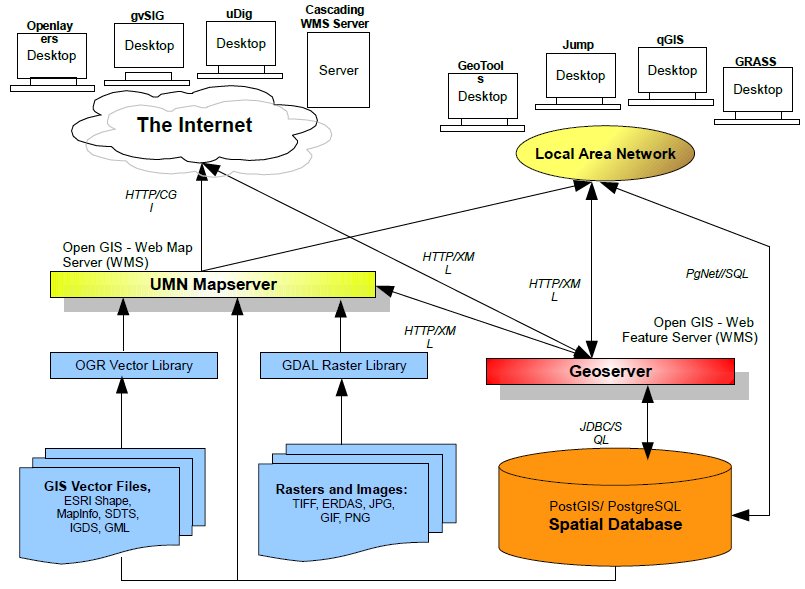 Openlay
ers
Desktop
gvSIG
Desktop
uDig
Desktop
Cascading
WMS Server
Server
GeoTool
s
Desktop
Jump
Desktop
qGIS
Desktop
GRASS
Desktop
The Internet
Local Area Network
HTTP/CG
I
Open GIS - Web Map
Server (WMS)
UMN Mapserver
HTTP/XM
L
HTTP/XM
L
PgNet//SQL
HTTP/XM
L
Open GIS - Web
Feature Server (WMS)
OGR Vector Library
GDAL Raster Library
Geoserver
JDBC/S
QL
GIS Vector Files,
ESRI Shape,
MapInfo, SDTS,
IGDS, GML
Rasters and Images:
TIFF, ERDAS, JPG,
GIF, PNG
PostGIS/ PostgreSQL
Spatial Database